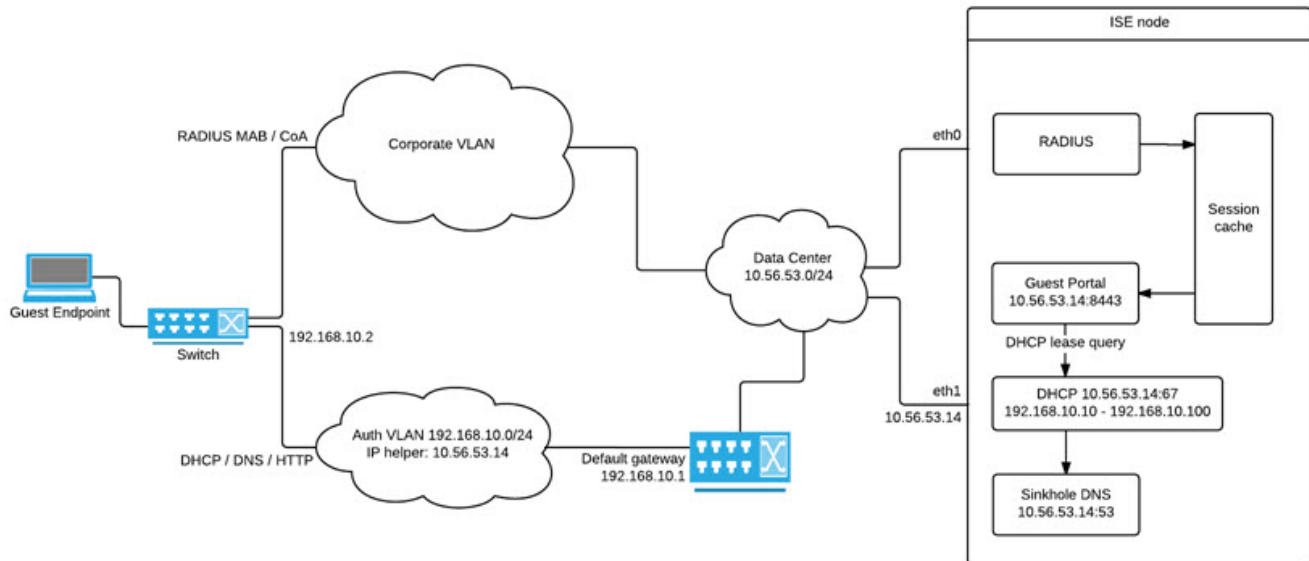 ISE node
RADIUS MAB / CoA
Corporate VLAN
eth0
RADIUS
Session
cache
Data Center
10.56.53.0/24
Guest Portal
10.56.53.14:8443
Guest Endpoint
Switch
192.168.10.2
DHCP lease query
eth1
10.56.53.14
DHCP 10.56.53.14:67
192.168.10.10 - 192.168.10.100
Auth VLAN 192.168.10.0/24
IP helper: 10.56.53.14
DHCP / DNS / HTTP
Default gateway
192.168.10.1
Sinkhole DNS
10.56.53.14:53